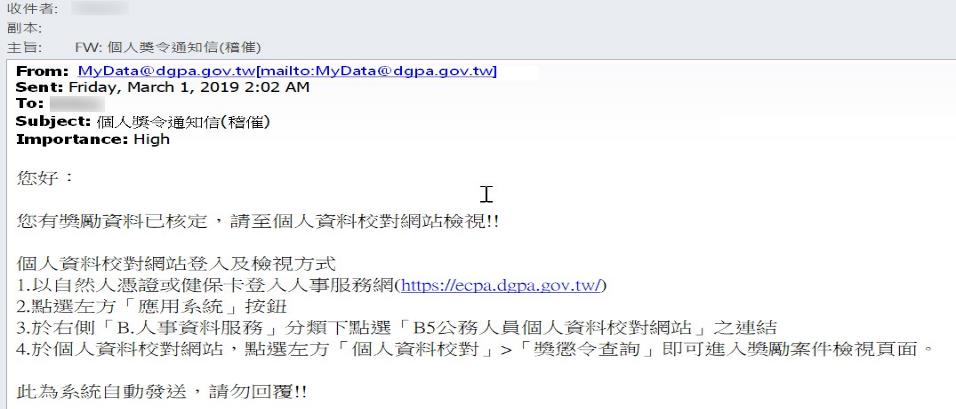 收件者:
副本:
主旨: FW: 個人獎令通知信(稽催)
From: MyData@dgpa.gov.tw[mailto:MyData@dgpa.gov.tw]
Sent: Friday, March 1, 2019 2:02 AM
To:
Subject: 個人獎令通知信(稽催)
Importance: High
您好：
您有獎勵資料已核定，請至個人資料校對網站檢視!!
個人資料校對網站登入及檢視方式
1.以自然人憑證或健保卡登入人事服務網(https://ecpa.dgpa.gov.tw/)
2.點選左方「應用系統」按鈕
3.於右側「B.人事資料服務」分類下點選「B5公務人員個人資料校對網站」之連結
4.於個人資料校對網站，點選左方「個人資料校對」>「獎懲令查詢」即可進入獎勵案件檢視頁面。
此為系統自動發送，請勿回覆!!